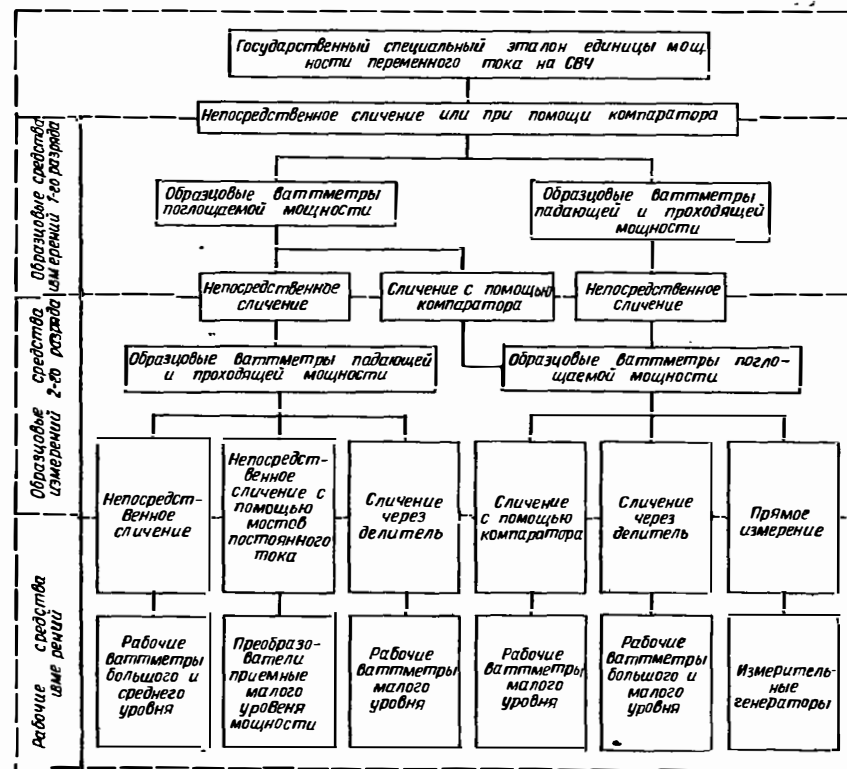 Государственный специальный эталон единицы мощ
ности переменного тока на СВЧ
Непосредственное сличение или при помощи компаратора
Образцовые средства
измерений 1-го разряда
Образцовые ваттметры
поглощаемой мощности
Образцовые ваттметры
падающей и проходящей
мощности
Непосредственное
сличение
Сличение с помощью
компаратора
Непосредственное
сличение
Образцовые средства
измерений 2-го разряда
Образцовые ваттметры падающей
и проходящей мощности
Образцовые ваттметры погло-
щаемой мощности
Непосредст-
венное
сличение
Непосредст-
венное
сличение с
помощью
мостов
постоянного
тока
Сличение
через
делитель
Сличение
с помощью
компаратора
Сличение
через
делитель
Прямое
измерение
Рабочие средства
изме рений
Рабочие
ваттметры
большого и
среднего
уровня
Преобразо-
ватели
приемные
малого
уровеня
мощности
Рабочие
ваттметры
малого
уровня
Рабочие
ваттметры
малого
уровня
Рабочие
ваттметры
большого и
малого
уровня
Измеритель-
ные
генераторы